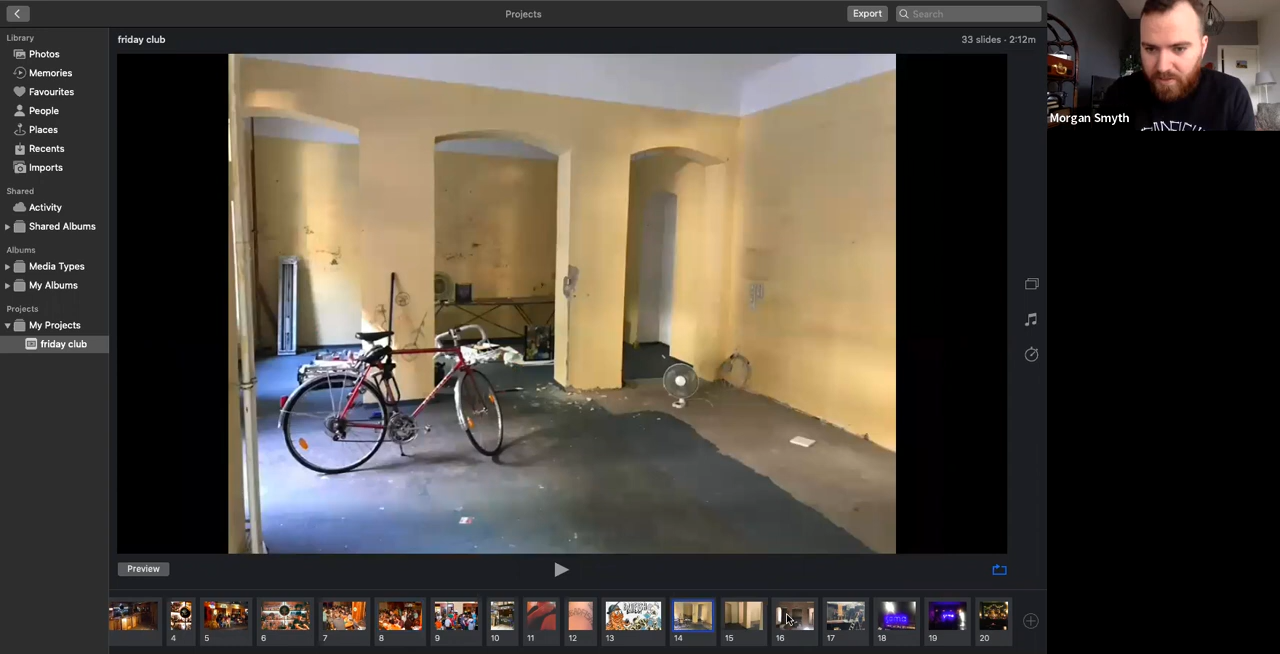 Projects
Export
Search
Morgan Smyth
Library
Photos
Memories
Favourites
People
Places
Recents
Imports
Shared
Activity
Shared Albums
Albums
Media Types
My Albums
Projects
My Projects
friday club
friday club
33 slides · 2:12m
Preview
4
5
6
7
8
9
10
11
12
13
14
15
16
17
18
19
20